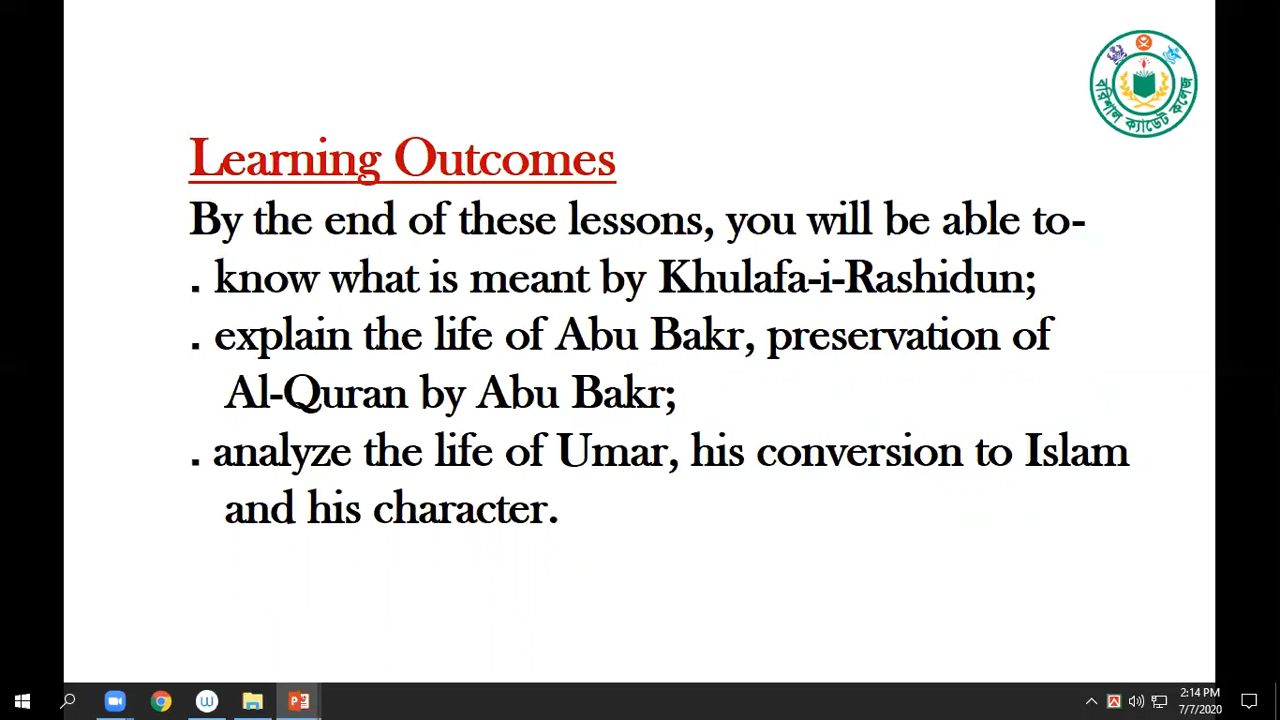 বরিশাল ক্যাডেট কলেজ
Learning Outcomes
By the end of these lessons, you will be able to-
. know what is meant by Khulafa-i-Rashidun;
. explain the life of Abu Bakr, preservation of
Al-Quran by Abu Bakr;
. analyze the life of Umar, his conversion to Islam
and his character.
2:14 PM
7/7/2020